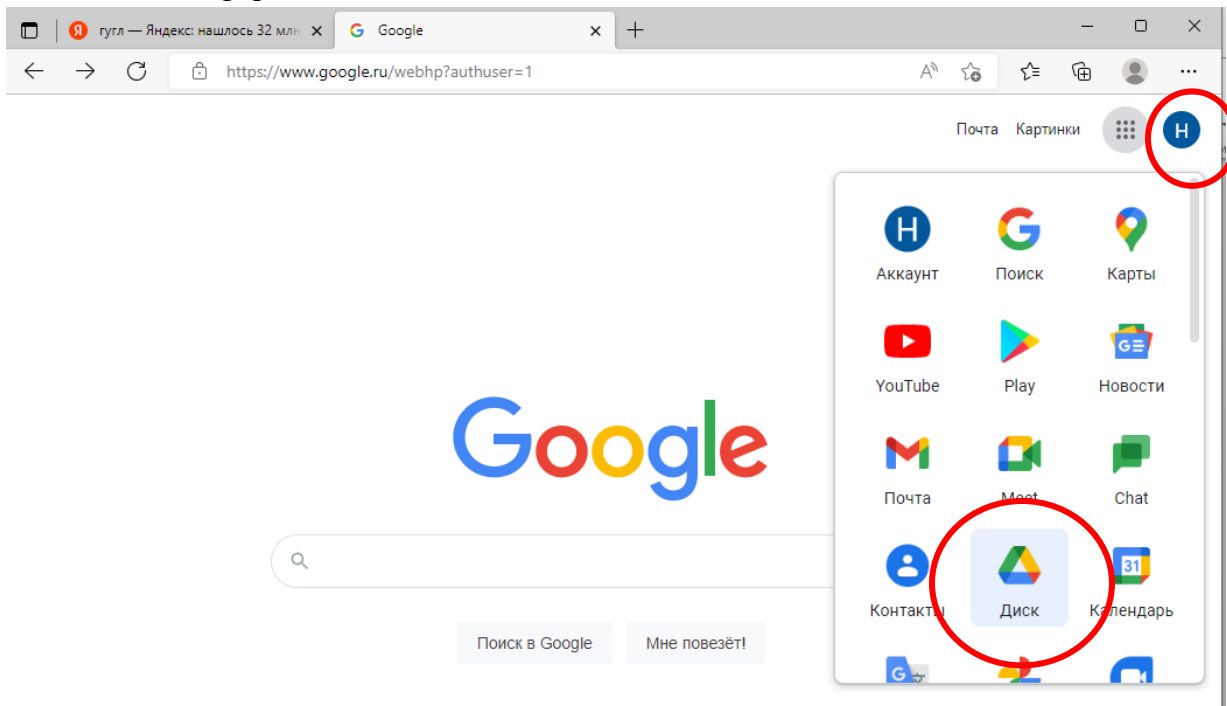 гугл — Яндекс: нашлось 32 млн
Google
https://www.google.ru/webhp?authuser=1
Почта Картинки
H
H
Аккаунт Поиск Карты
YouTube Play Новости
Почта Meet Chat
31
Контакты Диск Календарь
Google
Поиск в Google Мне повезёт!